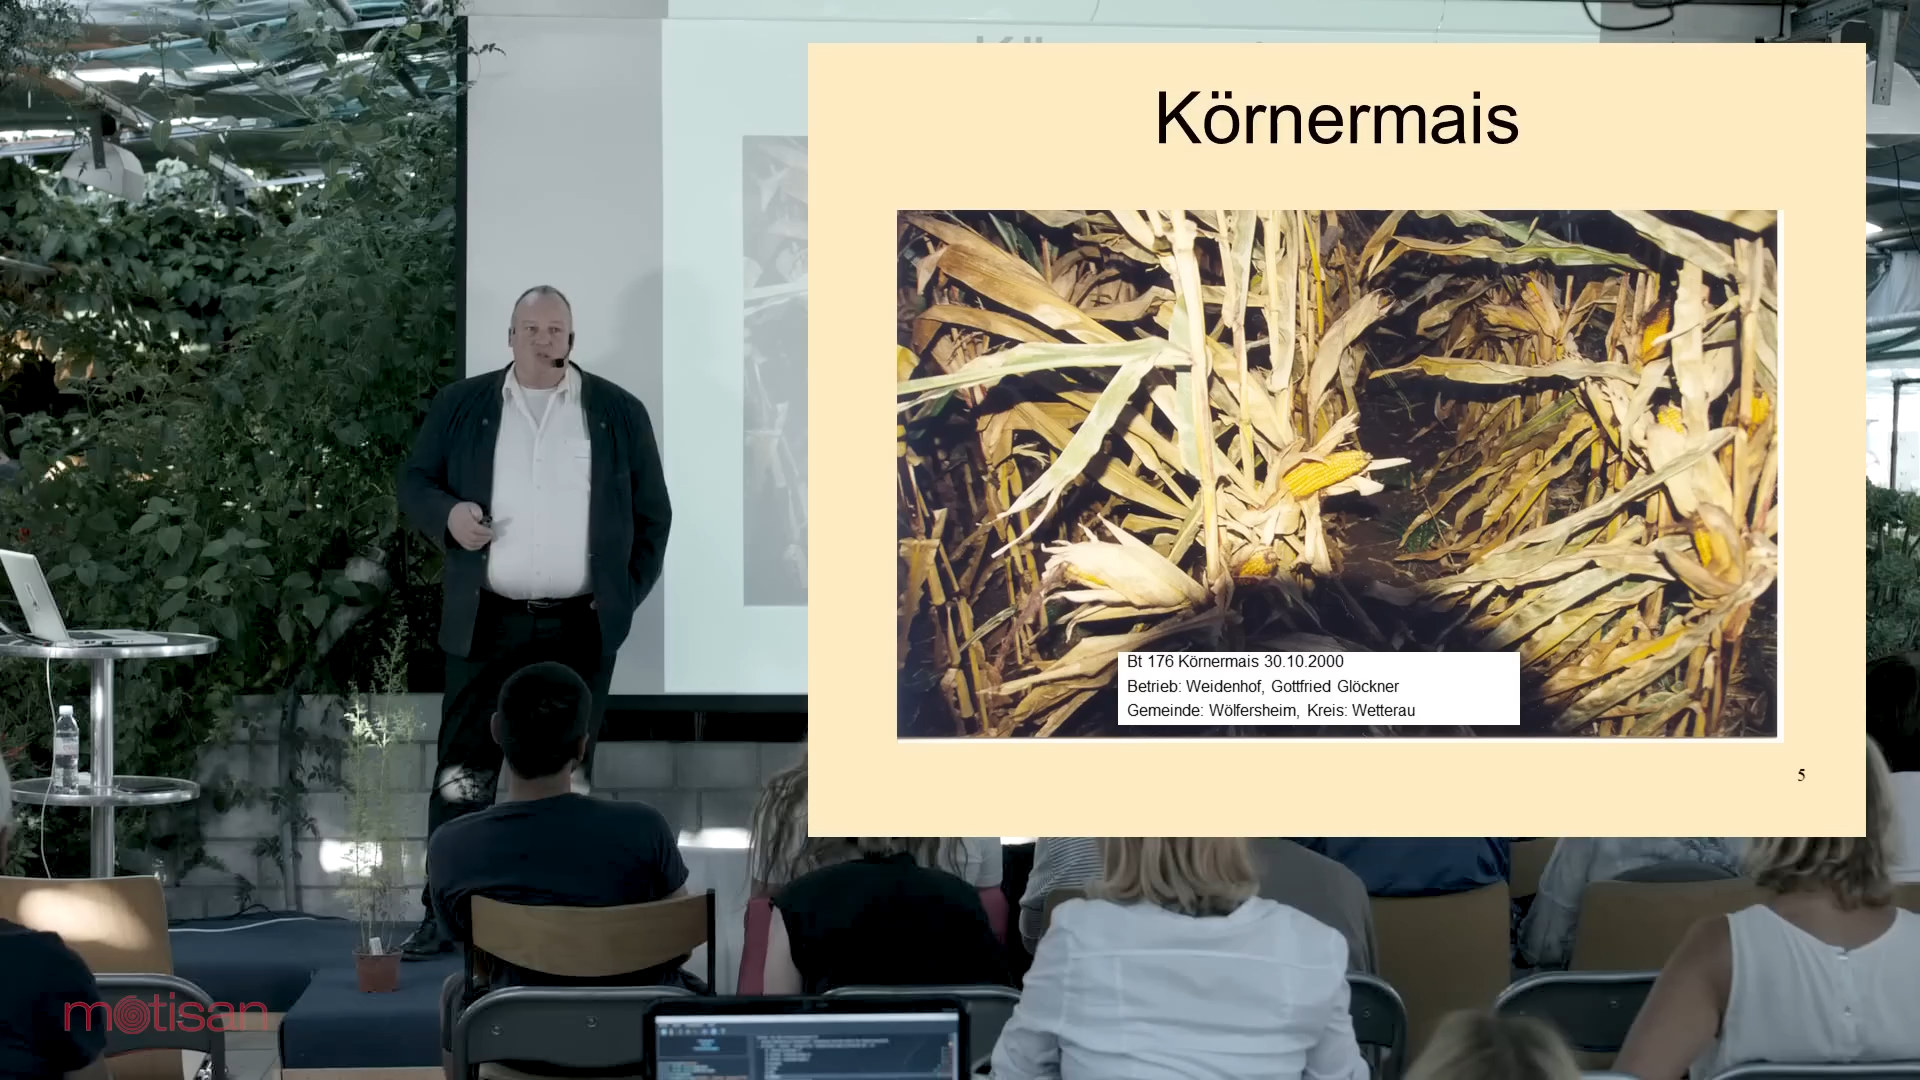 Körnermais
Bt 176 Körnermais 30.10.2000
Betrieb: Weidenhof, Gottfried Glöckner
Gemeinde: Wölfersheim, Kreis: Wetterau
5
motisan